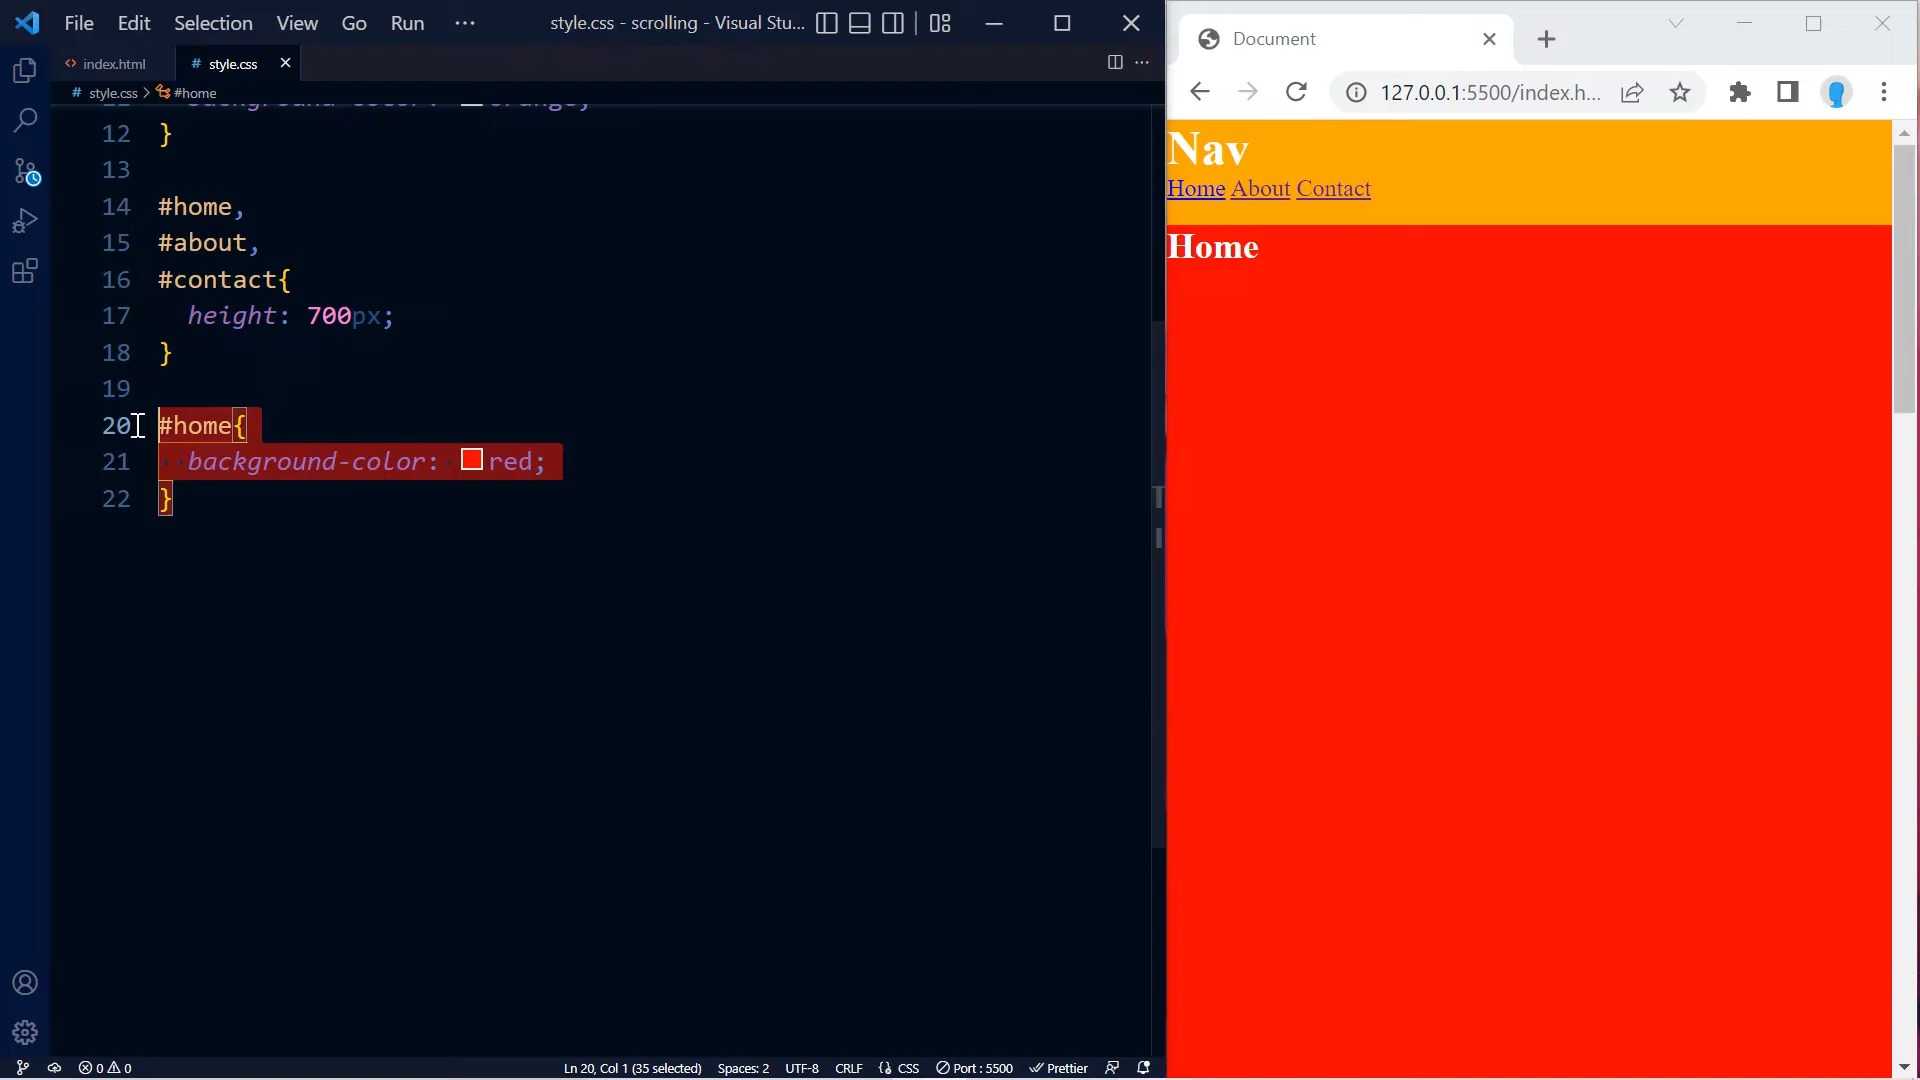 File Edit Selection View Go Run ··· style.css - scrolling - Visual Stu...
index.html # style.css
# style.css > #home
background-color: orange;
12 }
13
14 #home,
15 #about,
16 #contact{
17 height: 700px;
18 }
19
20 #home{
21 background-color: red;
22 }
0 0 Ln 20, Col 1 (35 selected) Spaces: 2 UTF-8 CRLF CSS Port : 5500 Prettier
Document
127.0.0.1:5500/index.h...
Nav
Home About Contact
Home